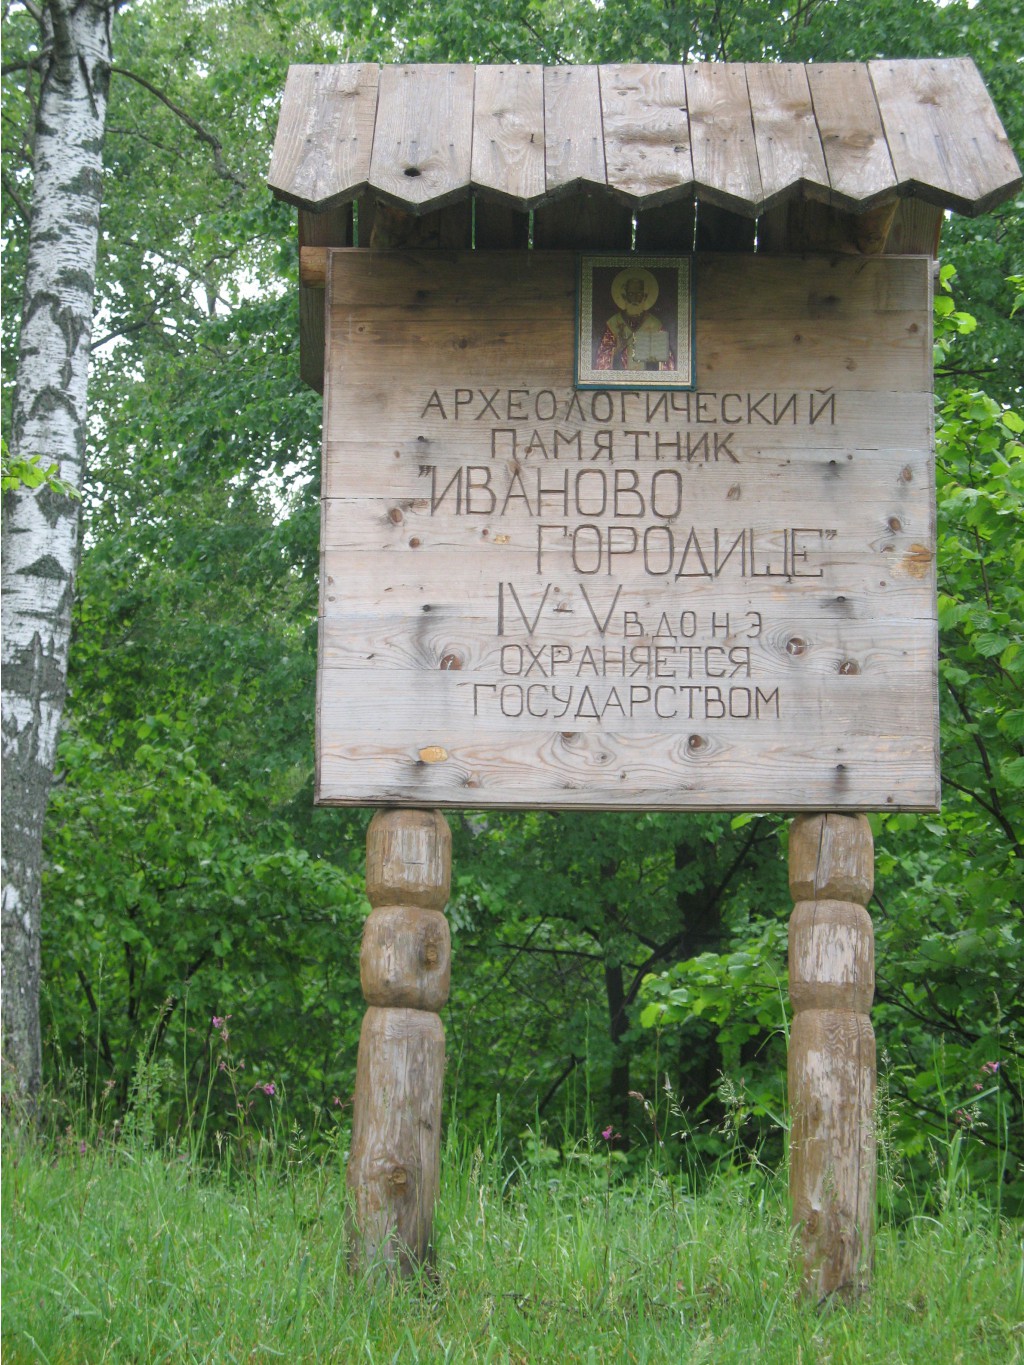 АРХЕОЛОГИЧЕСКИЙ
ПАМЯТНИК
"ИВАНОВО
ГОРОДИЩЕ"
IV-V В. ДО Н. Э
ОХРАНЯЕТСЯ
ГОСУДАРСТВОМ